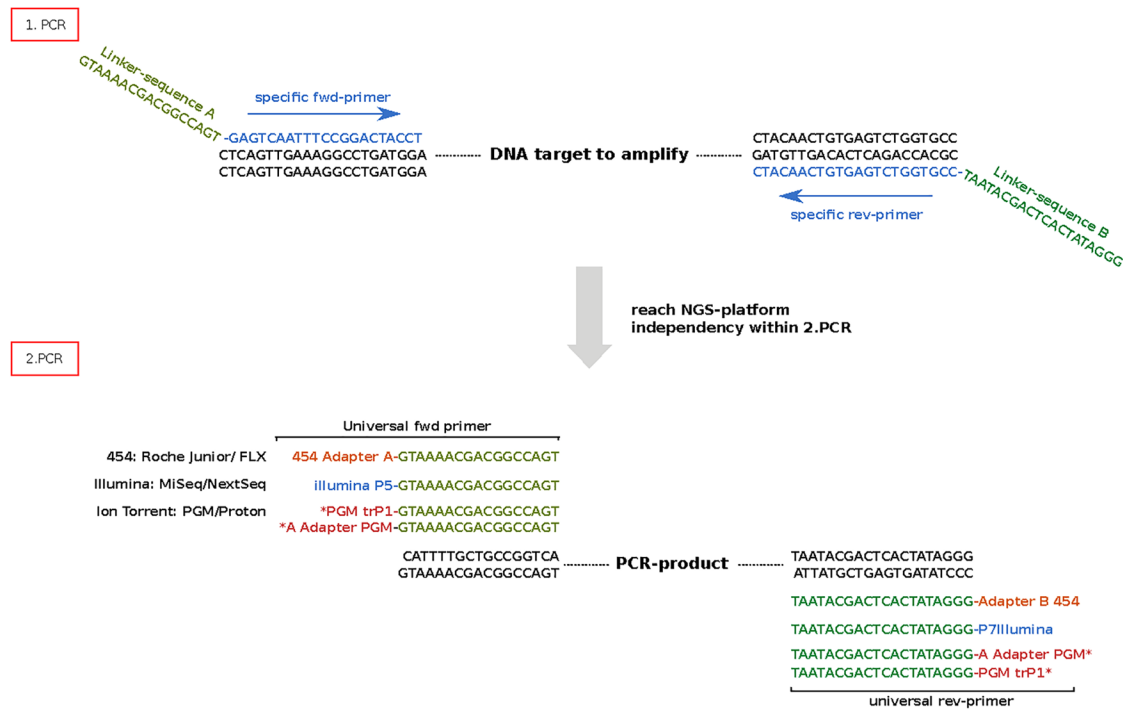 1. PCR
Linker-sequence A
GTAAAACGACGGCCAGT
specific fwd-primer
-GAGTCAATTTCCGGACTACCT
CTCAGTTGAAAGGCCTGATGGA
CTCAGTTGAAAGGCCTGATGGA
DNA target to amplify
CTACAACTGTGAGTCTGGTGCC
GATGTTGACACTCAGACCACGC
CTACAACTGTGAGTCTGGTGCC-
specific rev-primer
Linker-sequence B
TAATACGACTCACTATAGGG
reach NGS-platform
independency within 2.PCR
2.PCR
Universal fwd primer
454: Roche Junior/ FLX 454 Adapter A-GTAAAACGACGGCCAGT
Illumina: MiSeq/NextSeq illumina P5-GTAAAACGACGGCCAGT
Ion Torrent: PGM/Proton *PGM trP1-GTAAAACGACGGCCAGT
*A Adapter PGM-GTAAAACGACGGCCAGT
CATTTTGCTGCCGGTCA
GTAAAACGACGGCCAGT
PCR-product
TAATACGACTCACTATAGGG
ATTATGCTGAGTGATATCCC
TAATACGACTCACTATAGGG-Adapter B 454
TAATACGACTCACTATAGGG-P7Illumina
TAATACGACTCACTATAGGG-A Adapter PGM*
TAATACGACTCACTATAGGG-PGM trP1*
universal rev-primer